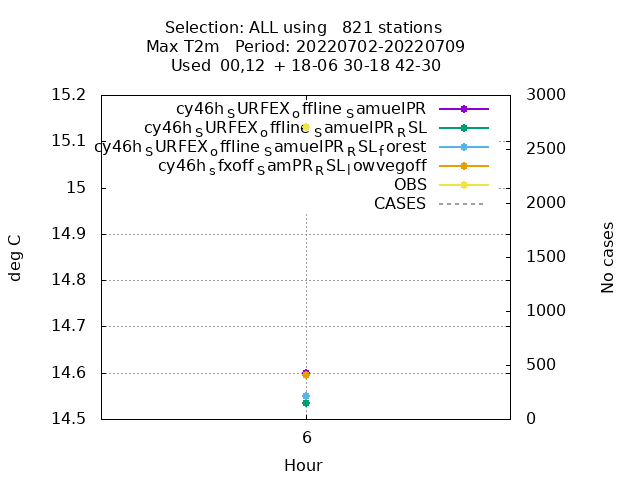 Selection: ALL using   821 stations
Max T2m   Period: 20220702-20220709
Used  00,12  + 18-06 30-18 42-30
15.2
15.1
15
14.9
14.8
14.7
14.6
14.5
deg C
cy46h_SURFEX_offline_SamuelPR
cy46h_SURFEX_offline_SamuelPR_RSL
cy46h_SURFEX_offline_SamuelPR_RSL_forest
cy46h_sfxoff_SamPR_RSL_lowvegoff
OBS
CASES
3000
2500
2000
1500
1000
500
0
No cases
6
Hour